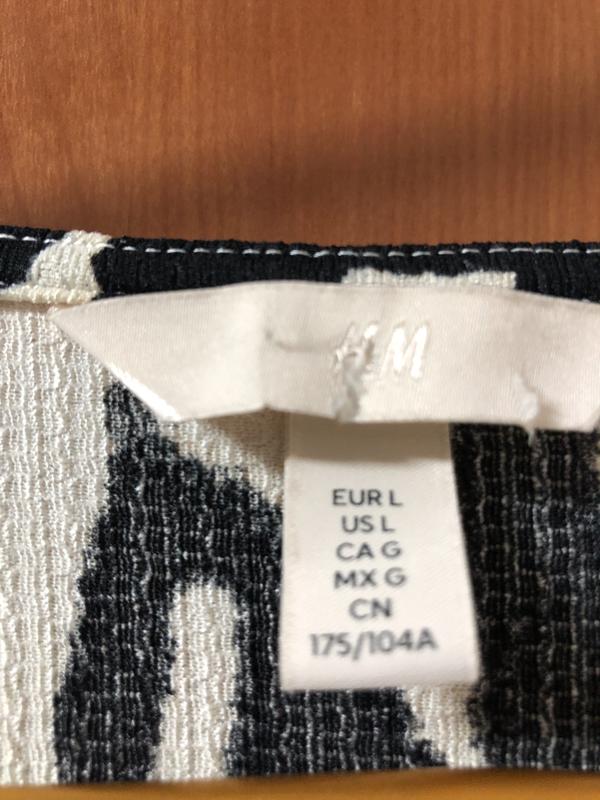 H&M
EUR L
US L
CA G
MX G
CN
175/104A